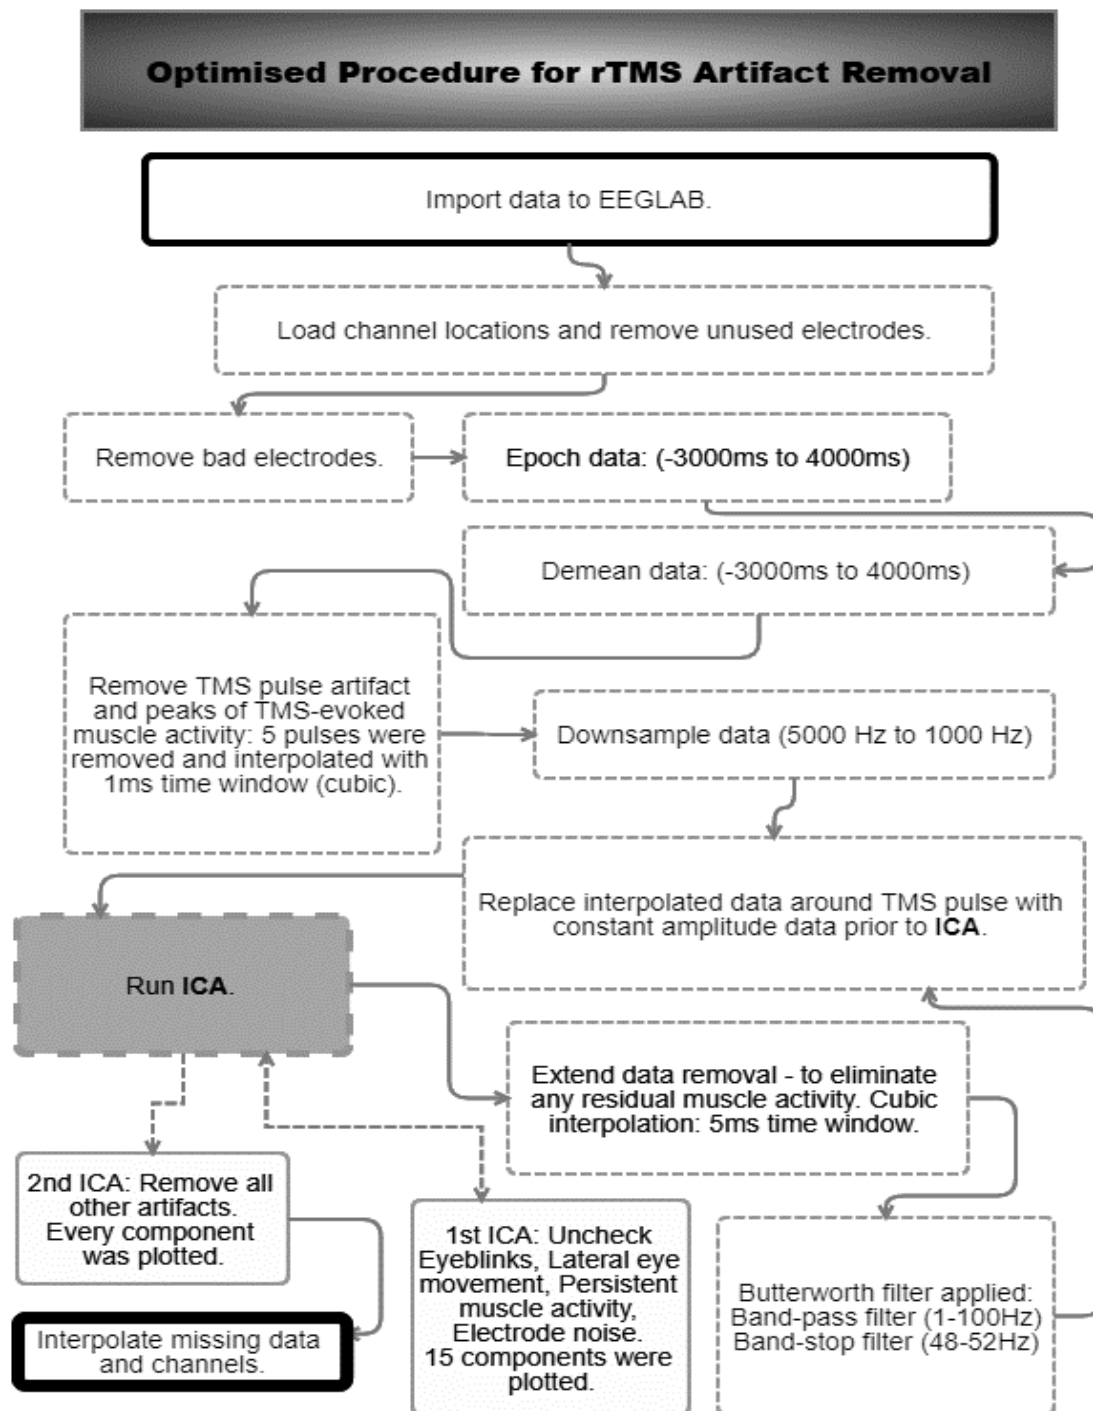 Optimised Procedure for rTMS Artifact Removal
Import data to EEGLAB.
Load channel locations and remove unused electrodes.
Remove bad electrodes.
Epoch data: (-3000ms to 4000ms)
Demean data: (-3000ms to 4000ms)
Remove TMS pulse artifact
and peaks of TMS-evoked
muscle activity: 5 pulses were
removed and interpolated with
1ms time window (cubic).
Downsample data (5000 Hz to 1000 Hz)
Replace interpolated data around TMS pulse with
constant amplitude data prior to ICA.
Run ICA.
Extend data removal - to eliminate
any residual muscle activity. Cubic
interpolation: 5ms time window.
Butterworth filter applied:
Band-pass filter (1-100Hz)
Band-stop filter (48-52Hz)
1st ICA: Uncheck
Eyeblinks, Lateral eye
movement, Persistent
muscle activity,
Electrode noise.
15 components were
plotted.
2nd ICA: Remove all
other artifacts.
Every component
was plotted.
Interpolate missing data
and channels.